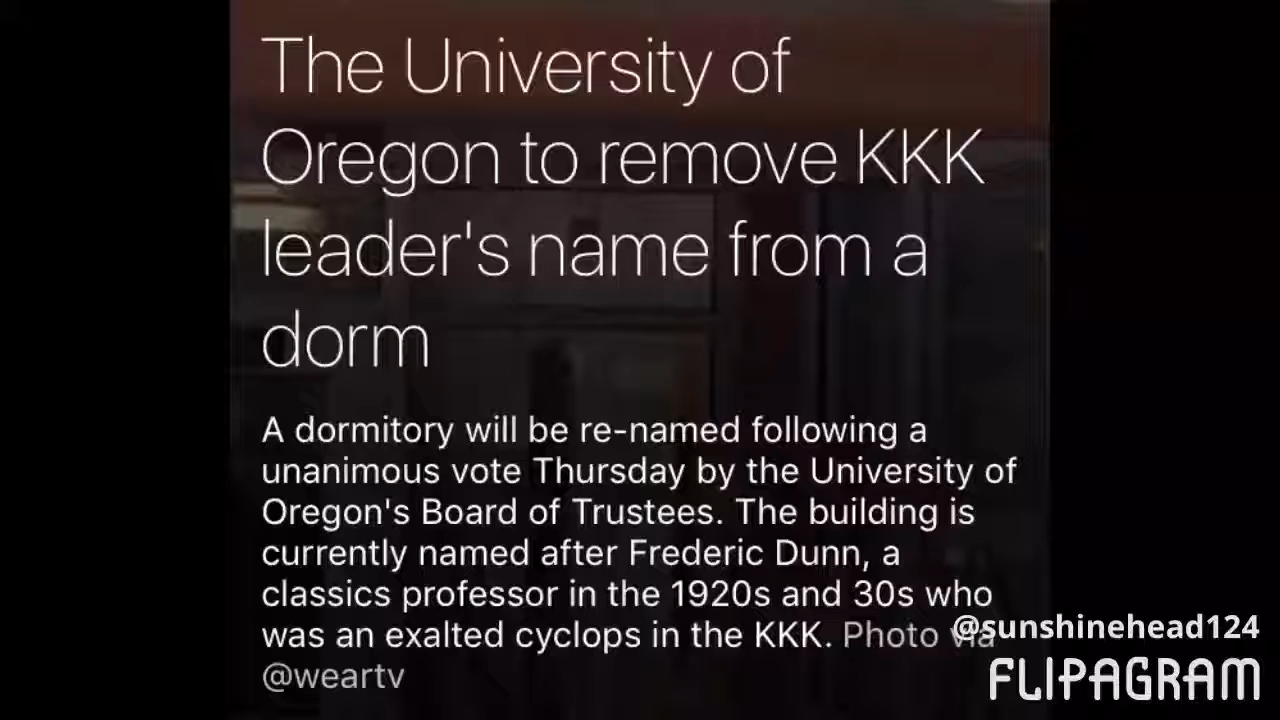 The University of
Oregon to remove KKK
leader's name from a
dorm
A dormitory will be re-named following a
unanimous vote Thursday by the University of
Oregon's Board of Trustees. The building is
currently named after Frederic Dunn, a
classics professor in the 1920s and 30s who
was an exalted cyclops in the KKK. Photo via
@weartv
@sunshinehead124
FLIPAGRAM